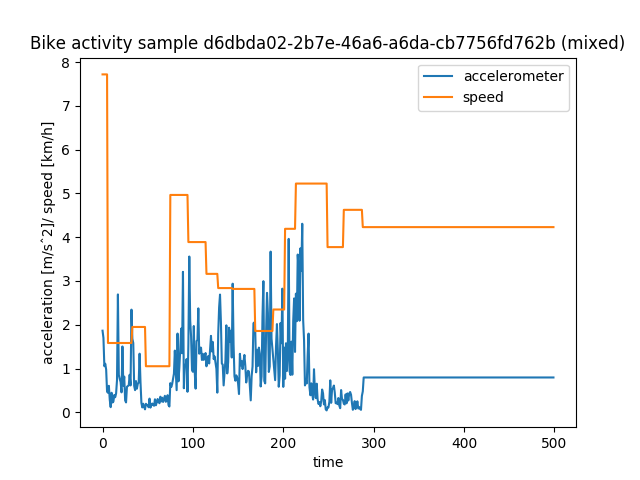 Bike activity sample d6dbda02-2b7e-46a6-a6da-cb7756fd762b (mixed)
accelerometer
speed
acceleration [m/s^2]/ speed [km/h]
8
7
6
5
4
3
2
1
0
0 100 200 300 400 500
time